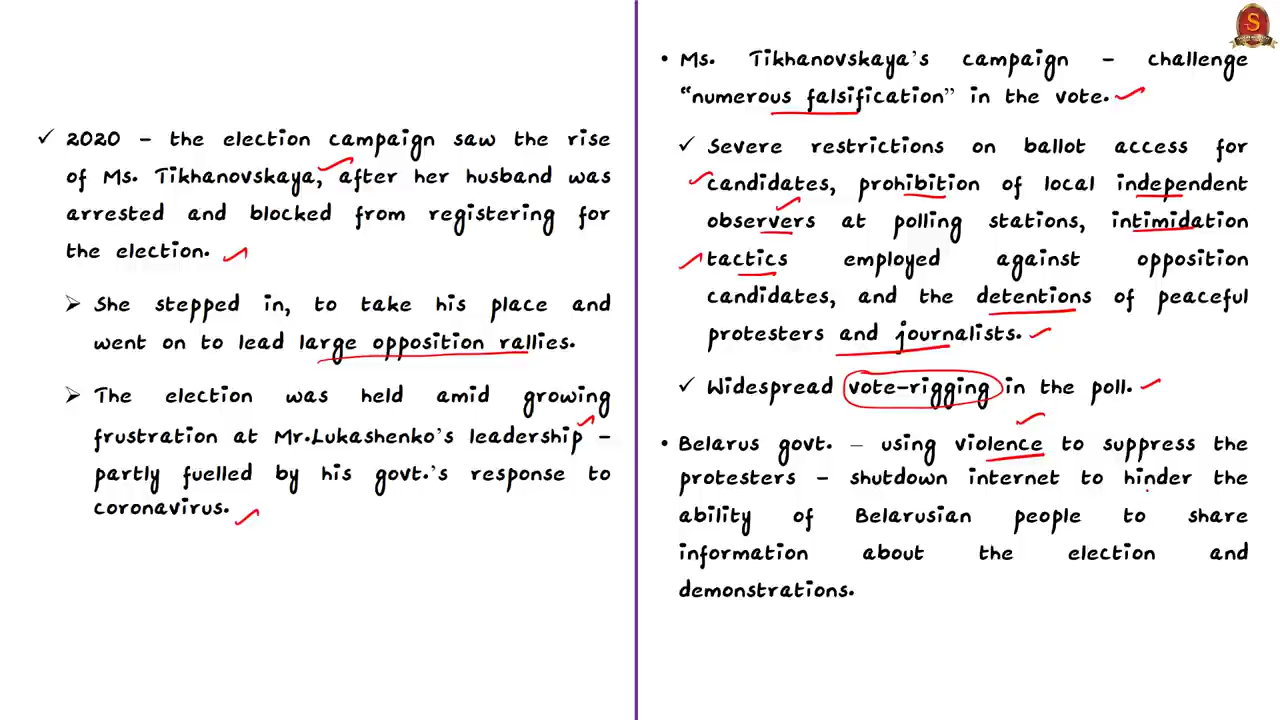 ✓ 2020 – the election campaign saw the rise
of Ms. Tikhanovskaya, after her husband was
arrested and blocked from registering for
the election.
➢ She stepped in, to take his place and
went on to lead large opposition rallies.
➢ The election was held amid growing
frustration at Mr.Lukashenko's leadership –
partly fuelled by his govt.'s response to
coronavirus.
• Ms. Tikhanovskaya's campaign – challenge
“numerous falsification” in the vote.
✓ Severe restrictions on ballot access for
candidates, prohibition of local independent
observers at polling stations, intimidation
tactics employed against opposition
candidates, and the detentions of peaceful
protesters and journalists.
✓ Widespread vote-rigging in the poll.
• Belarus govt. – using violence to suppress the
protesters – shutdown internet to hinder the
ability of Belarusian people to share
information about the election and
demonstrations.